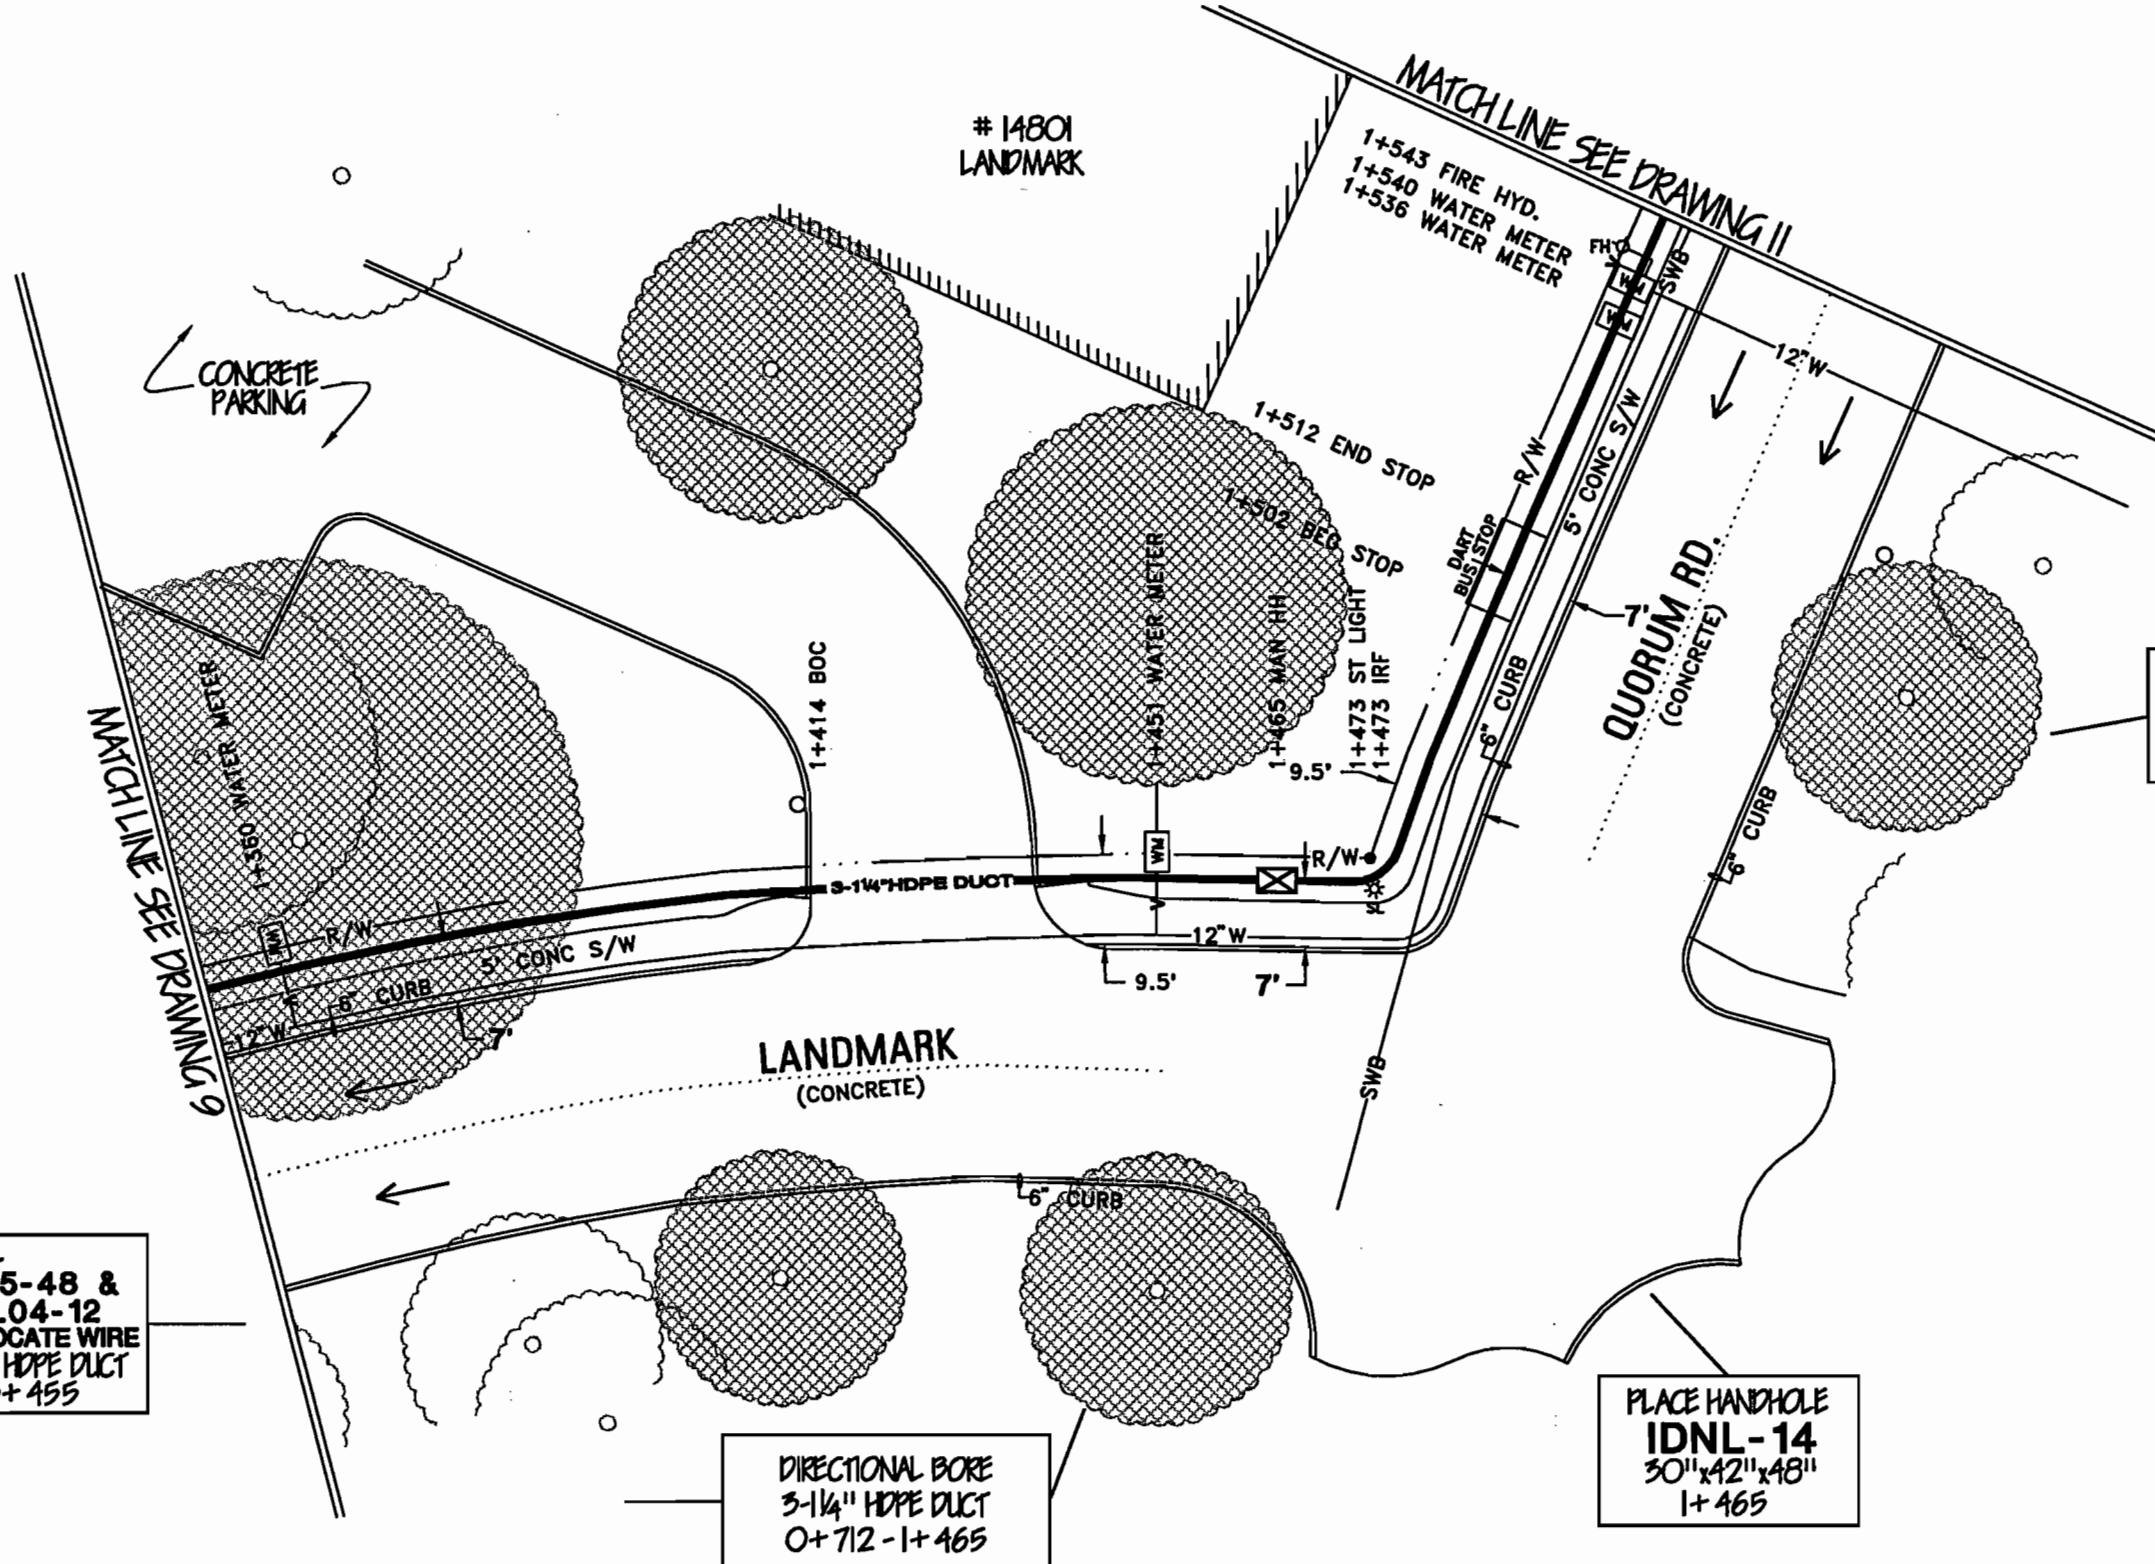 MATCH LINE SEE DRAWING 11
# 14801
LANDMARK
1+543 FIRE HYD.
1+540 WATER METER
1+536 WATER METER
FH
WM
WM
SWB
12"W
CONCRETE
PARKING
1+512 END STOP
1+502 BEG STOP
R/W
5' CONC S/W
DART
BUS STOP
7'
QUORUM RD.
(CONCRETE)
6" CURB
6" CURB
1+360 WATER METER
1+414 BOC
1+451 WATER METER
1+465 MAN HH
1+473 ST LIGHT
1+473 IRF
9.5'
MATCH LINE SEE DRAWING 9
WM
R/W
3-1¼" HDPE DUCT
WM
R/W
SL
V
5' CONC S/W
6" CURB
12"W
7'
12"W
9.5'
7'
LANDMARK
(CONCRETE)
SWB
6" CURB
5-48 &
.04-12
OCATE WIRE
HDPE DUCT
+455
DIRECTIONAL BORE
3-1¼" HDPE DUCT
0+712-1+465
PLACE HANDHOLE
IDNL-14
30"x42"x48"
1+465